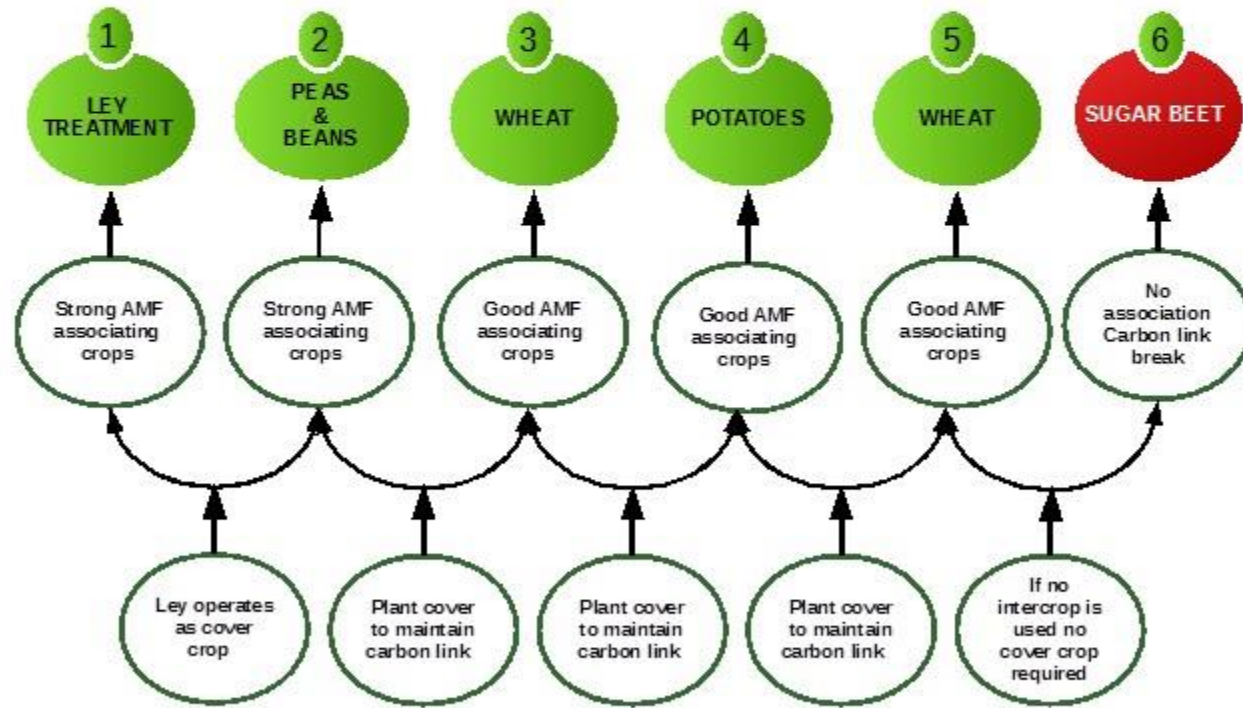 1
LEY
TREATMENT
2
PEAS
&
BEANS
3
WHEAT
4
POTATOES
5
WHEAT
6
SUGAR BEET
Strong AMF
associating
crops
Strong AMF
associating
crops
Good AMF
associating
crops
Good AMF
associating
crops
Good AMF
associating
crops
No
association
Carbon link
break
Ley operates
as cover
crop
Plant cover
to maintain
carbon link
Plant cover
to maintain
carbon link
Plant cover
to maintain
carbon link
If no
intercrop is
used no
cover crop
required